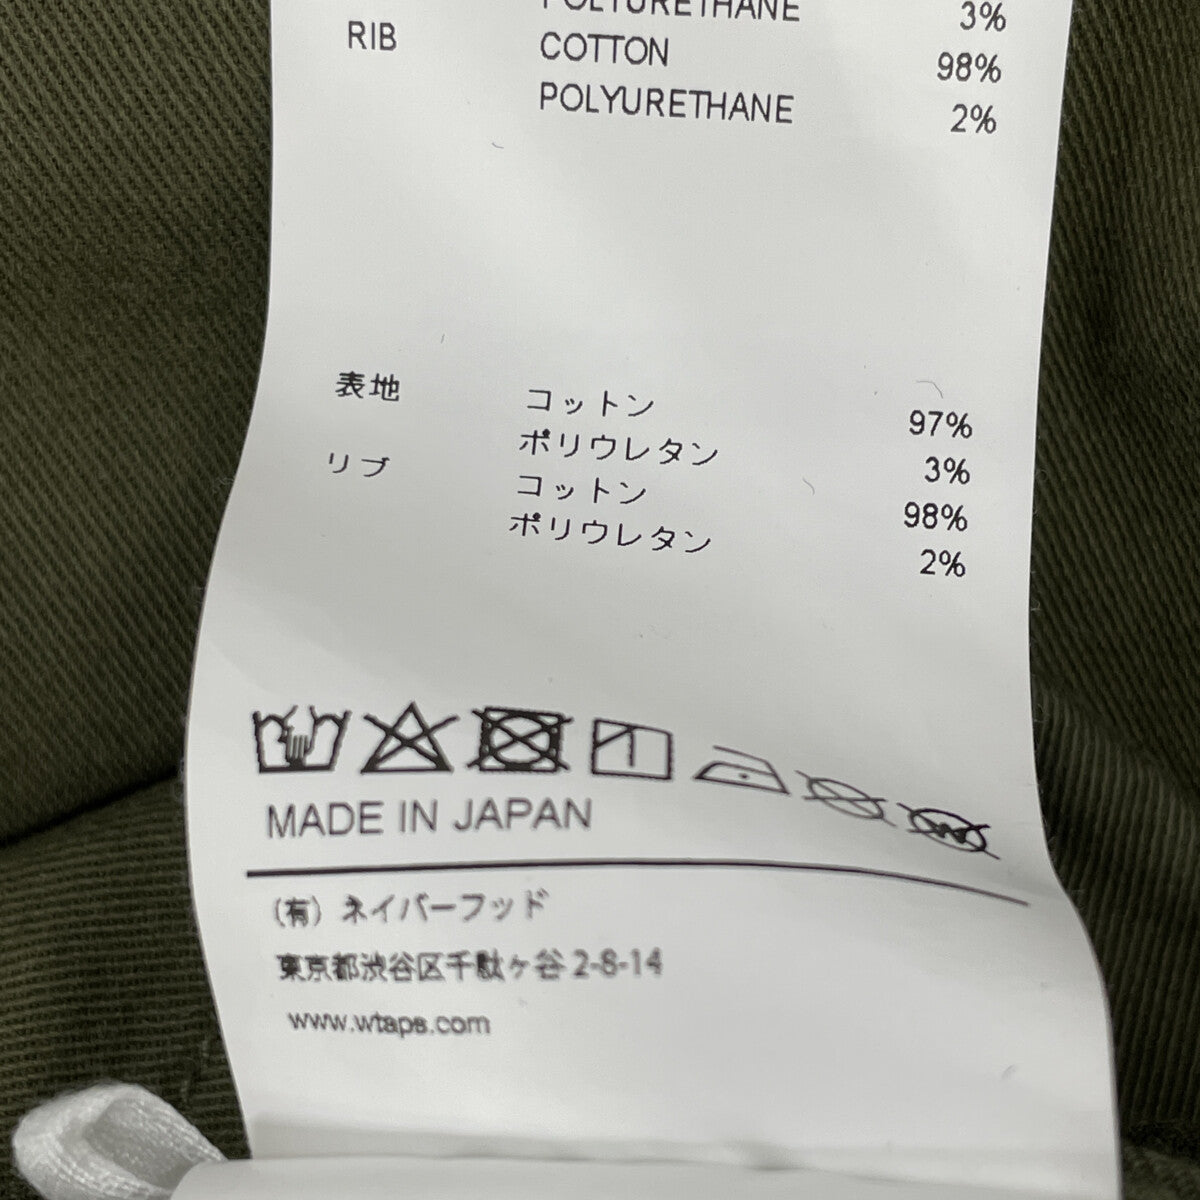 POLYURETHANE 3%
RIB COTTON 98%
POLYURETHANE 2%
表地 コットン 97%
ポリウレタン 3%
リブ コットン 98%
ポリウレタン 2%
MADE IN JAPAN
(有) ネイバーフッド
東京都渋谷区千駄ヶ谷 2-8-14
www.wtaps.com